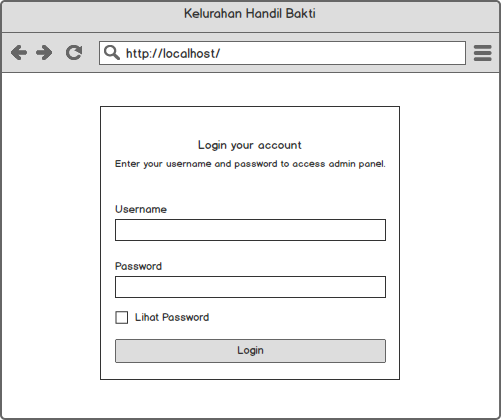 Kelurahan Handil Bakti
http://localhost/
Login your account
Enter your username and password to access admin panel.
Username
Password
Lihat Password
Login